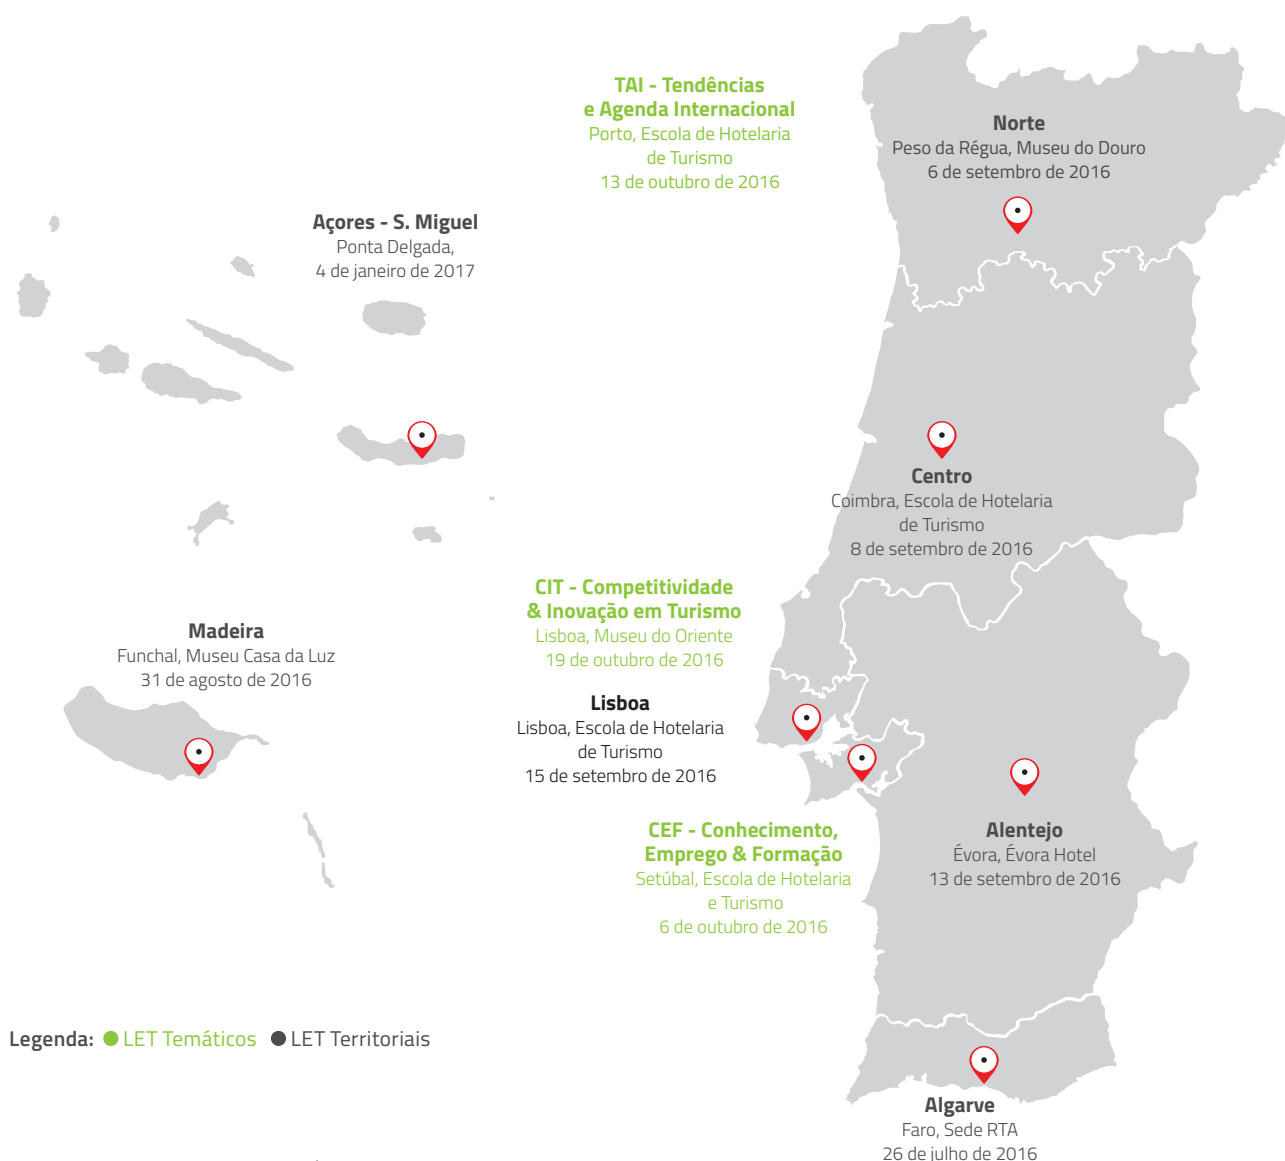 TAI - Tendências
e Agenda Internacional
Porto, Escola de Hotelaria
de Turismo
13 de outubro de 2016
Norte
Peso da Régua, Museu do Douro
6 de setembro de 2016
Açores - S. Miguel
Ponta Delgada,
4 de janeiro de 2017
Centro
Coimbra, Escola de Hotelaria
de Turismo
8 de setembro de 2016
CIT - Competitividade
& Inovação em Turismo
Lisboa, Museu do Oriente
19 de outubro de 2016
Madeira
Funchal, Museu Casa da Luz
31 de agosto de 2016
Lisboa
Lisboa, Escola de Hotelaria
de Turismo
15 de setembro de 2016
CEF - Conhecimento,
Emprego & Formação
Setúbal, Escola de Hotelaria
e Turismo
6 de outubro de 2016
Alentejo
Évora, Évora Hotel
13 de setembro de 2016
Legenda: LET Temáticos LET Territoriais
Algarve
Faro, Sede RTA
26 de julho de 2016